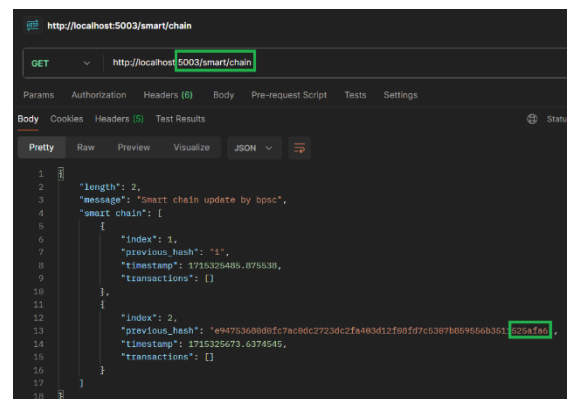 HTTP http://localhost:5003/smart/chain
GET http://localhost:5003/smart/chain
Params Authorization Headers (6) Body Pre-request Script Tests Settings
Body Cookies Headers (5) Test Results Statu
Pretty Raw Preview Visualize JSON
1 {
2 "length": 2,
3 "message": "Smart chain update by bpsc",
4 "smart chain": [
5 {
6 "index": 1,
7 "previous_hash": "1",
8 "timestamp": 1715325485.875538,
9 "transactions": []
10 },
11 {
12 "index": 2,
13 "previous_hash":
14 "timestamp": 1715325673.6374545,
15 "transactions": []
16 }
17 ]
18 }